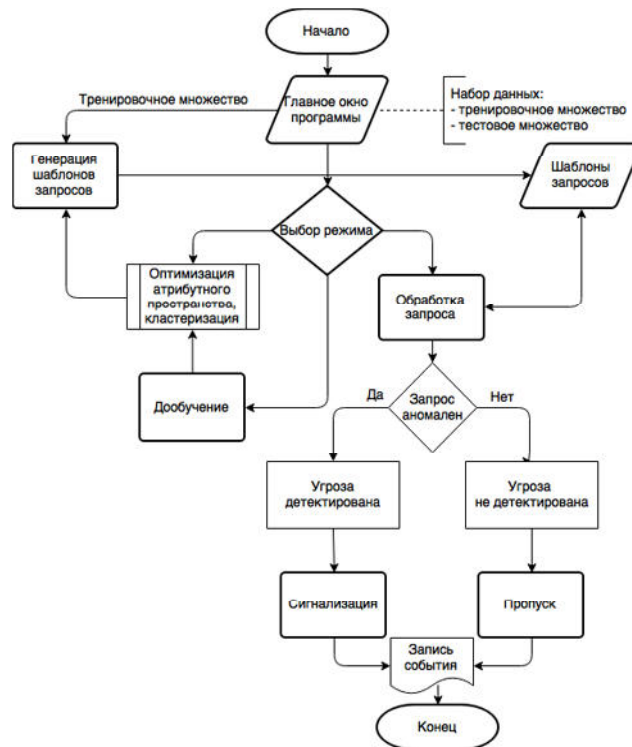 Начало
Тренировочное множество
Главное окно
программы
Набор данных:
- тренировочное множество
- тестовое множество
Генерация
шаблонов
запросов
Шаблоны
запросов
Выбор режима
Оптимизация
атрибутного
пространства,
кластеризация
Обработка
запроса
Дообучение
Да
Запрос
аномален
Нет
Угроза
детектирована
Угроза
не детектирована
Сигнализация
Пропуск
Запись
события
Конец